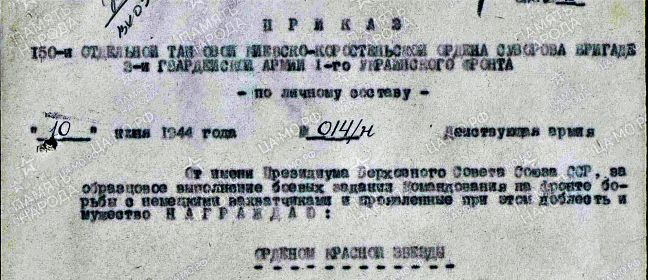 П Р И К А З
150-й ОТДЕЛЬНОЙ ТАНКОВОЙ КИЕВСКО-КОРОСТЕНЬСКОЙ ОРДЕНА СУВОРОВА БРИГАДЕ
3-й ГВАРДЕЙСКОЙ АРМИИ 1-го УКРАИНСКОГО ФРОНТА
- по личному составу -
"10" июня 1944 года № 014/н Действующая армия
От имени Президиума Верховного Совета Союза ССР, за
образцовое выполнение боевых заданий Командования на фронте бо-
рьбы с немецкими захватчиками и проявленные при этом доблесть и
мужество Н А Г Р А Ж Д А Ю :
ОРДЕНОМ КРАСНОЙ ЗВЕЗДЫ